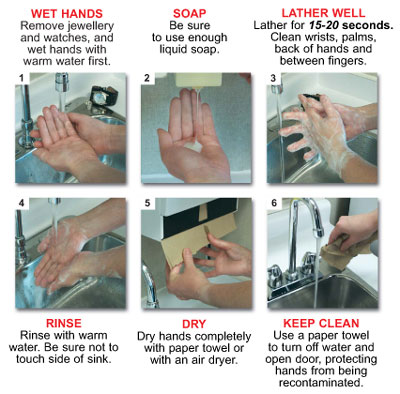 WET HANDS
Remove jewellery
and watches, and
wet hands with
warm water first.
SOAP
Be sure
to use enough
liquid soap.
LATHER WELL
Lather for 15-20 seconds.
Clean wrists, palms,
back of hands and
between fingers.
1
2
3
4
5
6
RINSE
Rinse with warm
water. Be sure not to
touch side of sink.
DRY
Dry hands completely
with paper towel or
with an air dryer.
KEEP CLEAN
Use a paper towel
to turn off water and
open door, protecting
hands from being
recontaminated.